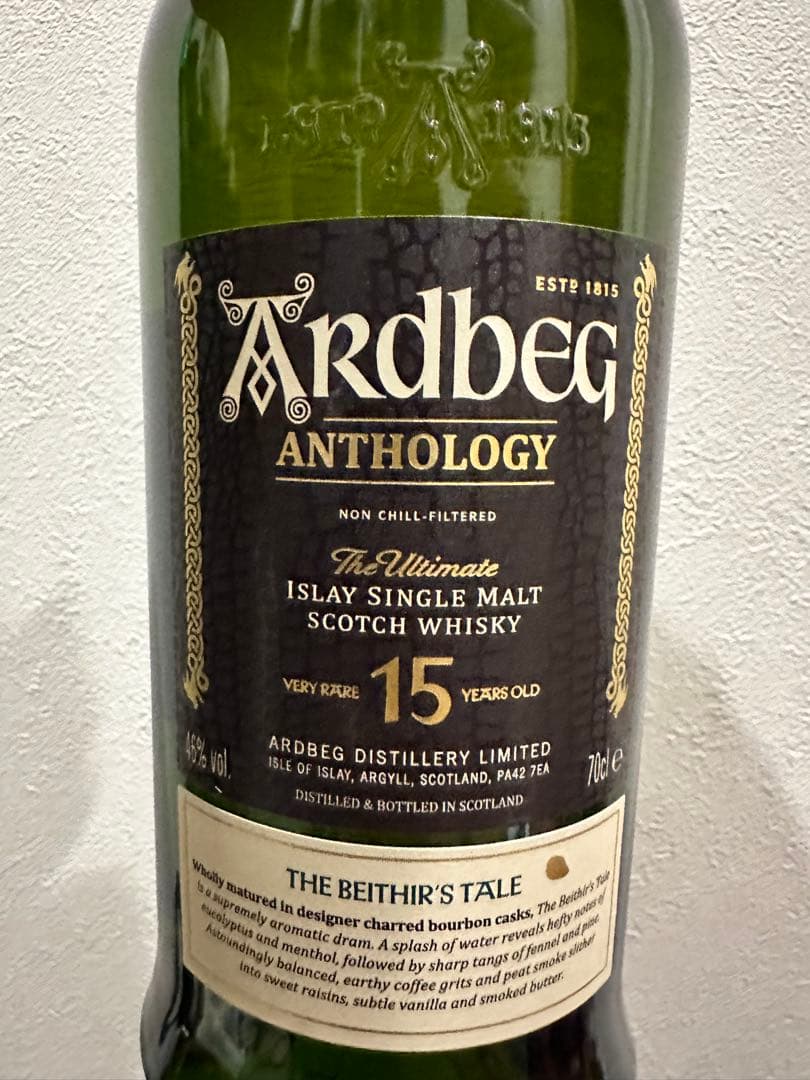 ESTD 1815
ESTD 1815
ARDBEG
ANTHOLOGY
NON CHILL-FILTERED
The Ultimate
ISLAY SINGLE MALT
SCOTCH WHISKY
VERY RARE 15 YEARS OLD
46% vol.
ARDBEG DISTILLERY LIMITED
ISLE OF ISLAY, ARGYLL, SCOTLAND, PA42 7EA
70cl e
DISTILLED & BOTTLED IN SCOTLAND
THE BEITHIR'S TALE
Wholly matured in designer charred bourbon casks, The Beithir's Tale
is a supremely aromatic dram. A splash of water reveals hefty notes of
eucalyptus and menthol, followed by sharp tangs of fennel and pine.
Astoundingly balanced, earthy coffee grits and peat smoke slither
into sweet raisins, subtle vanilla and smoked butter.